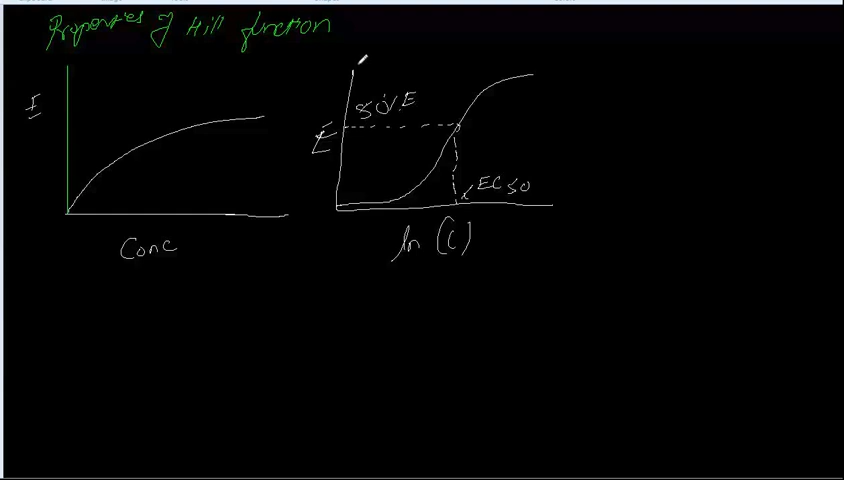 Properties of Hill function
E
50% E
E
EC50
Conc
ln (C)